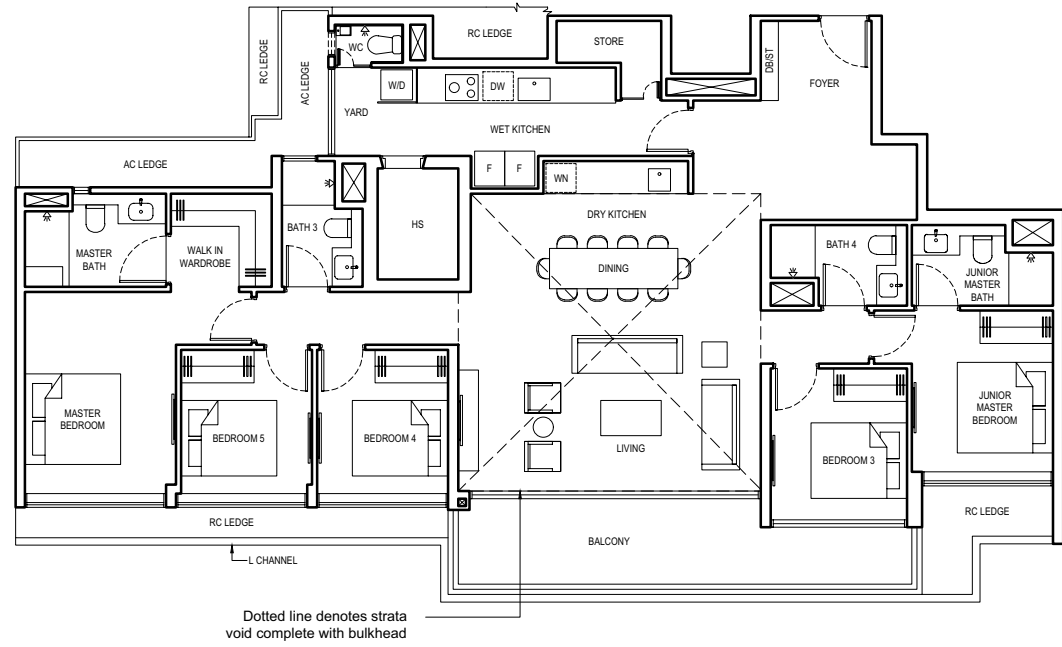 RC LEDGE
STORE
WC
DB/ST
FOYER
RC LEDGE
AC LEDGE
W/D
DW
YARD
WET KITCHEN
AC LEDGE
F
F
WN
DRY KITCHEN
HS
BATH 3
MASTER
BATH
WALK IN
WARDROBE
DINING
BATH 4
JUNIOR
MASTER
BATH
MASTER
BEDROOM
BEDROOM 5
BEDROOM 4
LIVING
BEDROOM 3
JUNIOR
MASTER
BEDROOM
RC LEDGE
RC LEDGE
BALCONY
L CHANNEL
Dotted line denotes strata
void complete with bulkhead